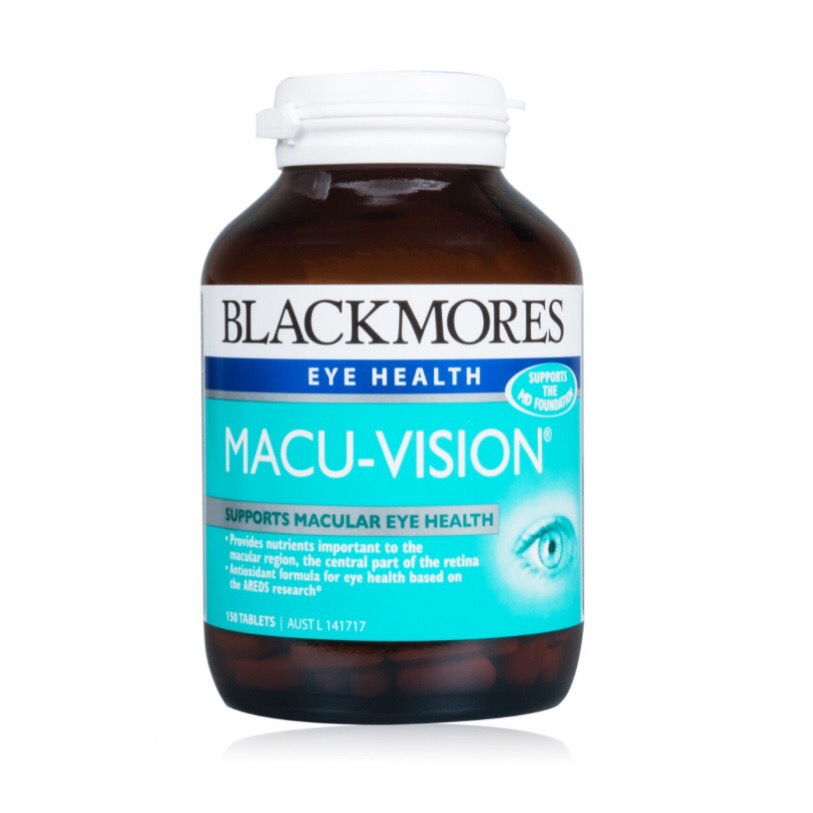 BLACKMORES
EYE HEALTH
SUPPORTS
THE
MD FOUNDATION
MACU-VISION®
SUPPORTS MACULAR EYE HEALTH
• Provides nutrients important to the
macular region, the central part of the retina
• Antioxidant formula for eye health based on
the AREDS research*
150 TABLETS | AUST L 141717